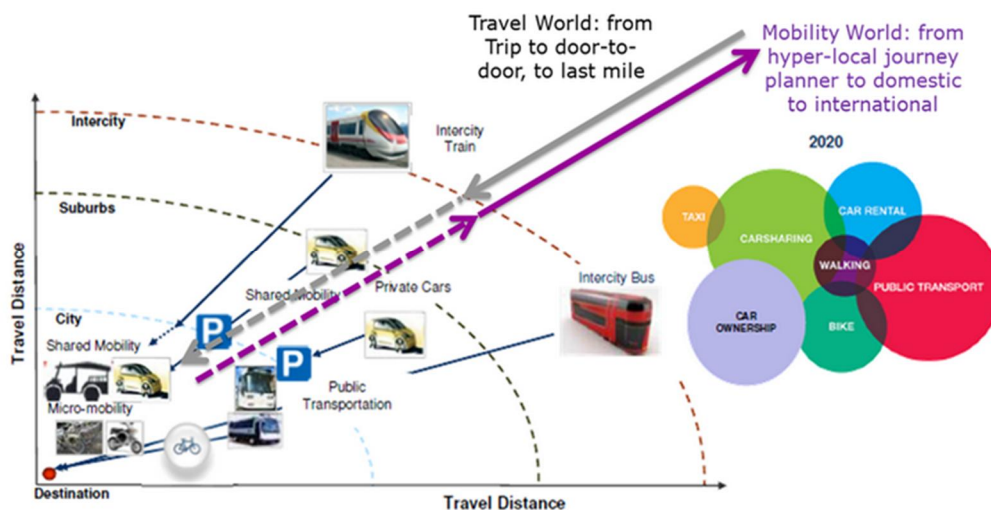 Travel World: from
Trip to door-to-
door, to last mile
Mobility World: from
hyper-local journey
planner to domestic
to international
2020
TAXI
CARSHARING
CAR RENTAL
WALKING
PUBLIC TRANSPORT
CAR
OWNERSHIP
BIKE
Intercity
Intercity
Train
Suburbs
Shared Mobility
Private Cars
Intercity Bus
City
P
Shared Mobility
P
Public
Transportation
Micro-mobility
Destination
Travel Distance
Travel Distance